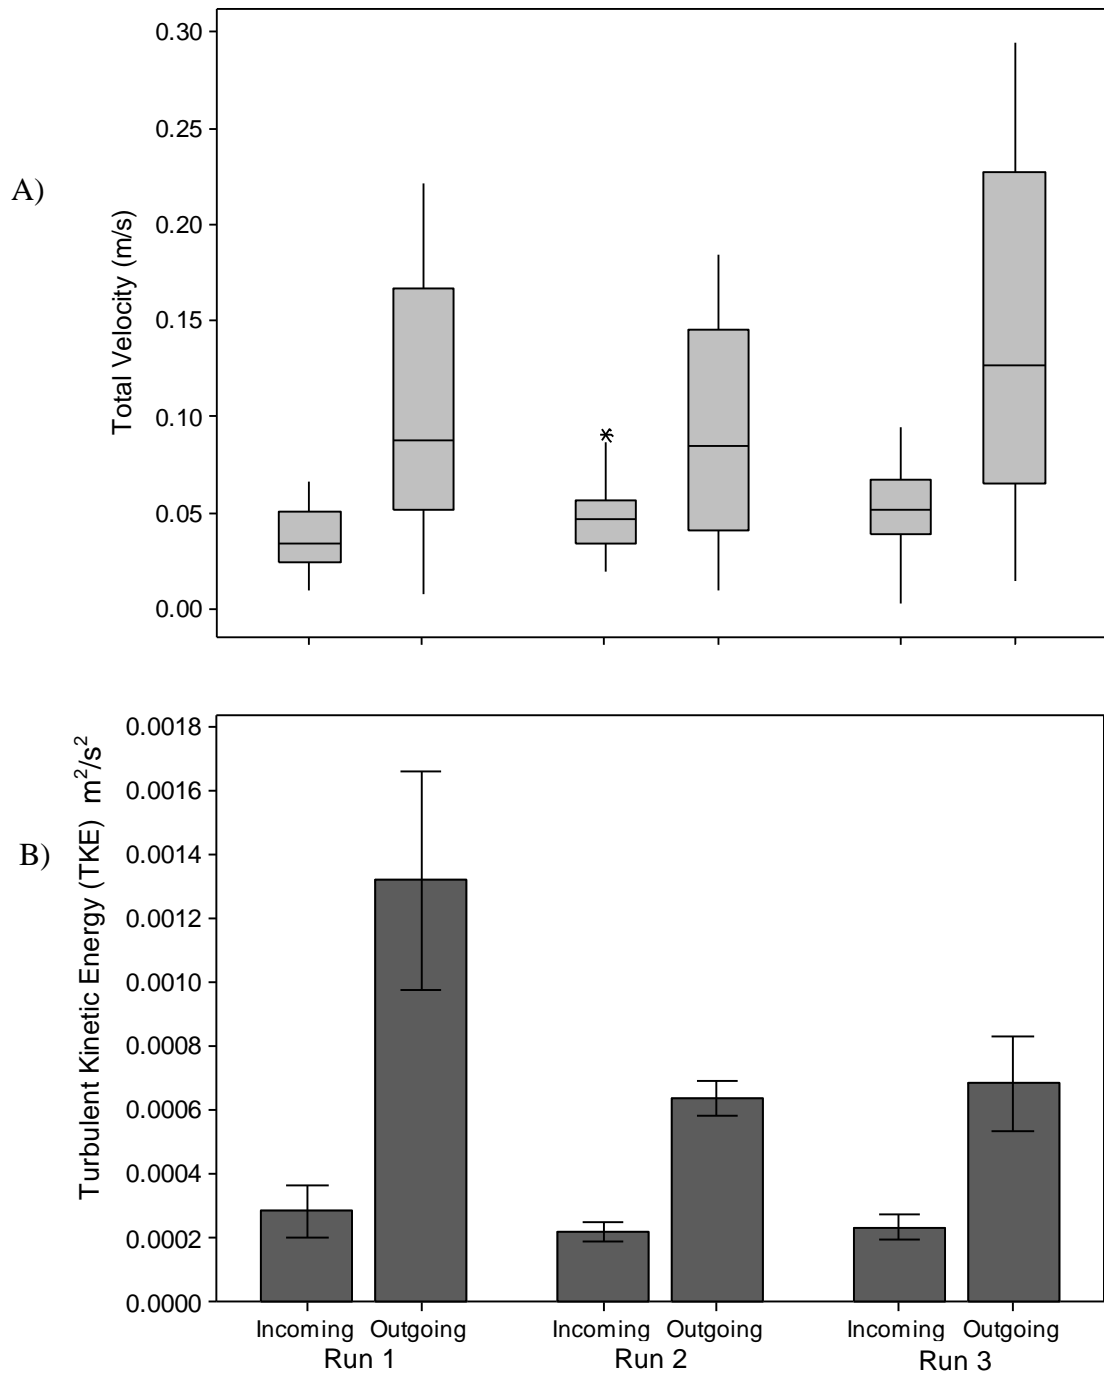 A)
Total Velocity (m/s)
0.30
0.25
0.20
0.15
0.10
0.05
0.00
B)
Turbulent Kinetic Energy (TKE) m²/s²
0.0018
0.0016
0.0014
0.0012
0.0010
0.0008
0.0006
0.0004
0.0002
0.0000
Incoming Outgoing Incoming Outgoing Incoming Outgoing
Run 1 Run 2 Run 3